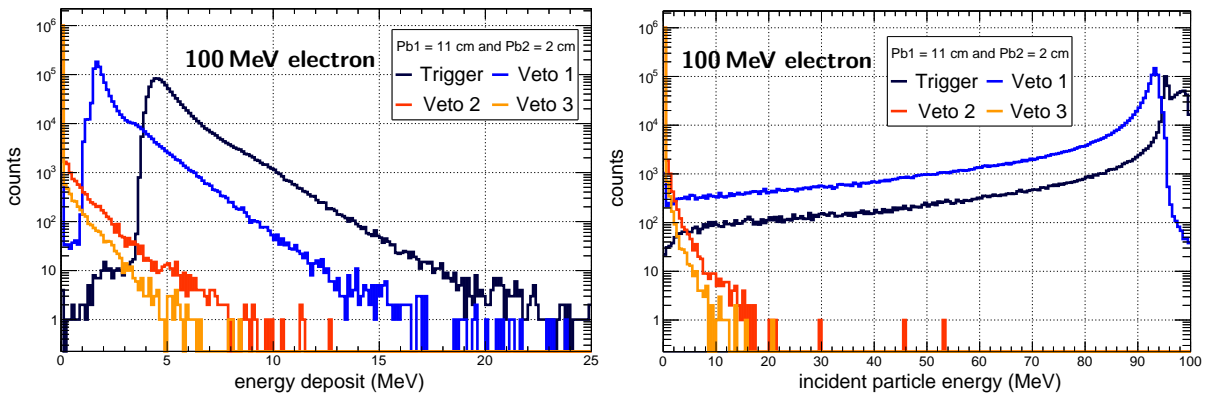 100 MeV electron
Pb1 = 11 cm and Pb2 = 2 cm
Trigger Veto 1
Veto 2 Veto 3
counts
10⁶
10⁵
10⁴
10³
10²
10
1
0 5 10 15 20 25
energy deposit (MeV)
100 MeV electron
Pb1 = 11 cm and Pb2 = 2 cm
Trigger Veto 1
Veto 2 Veto 3
counts
10⁶
10⁵
10⁴
10³
10²
10
1
0 10 20 30 40 50 60 70 80 90 100
incident particle energy (MeV)